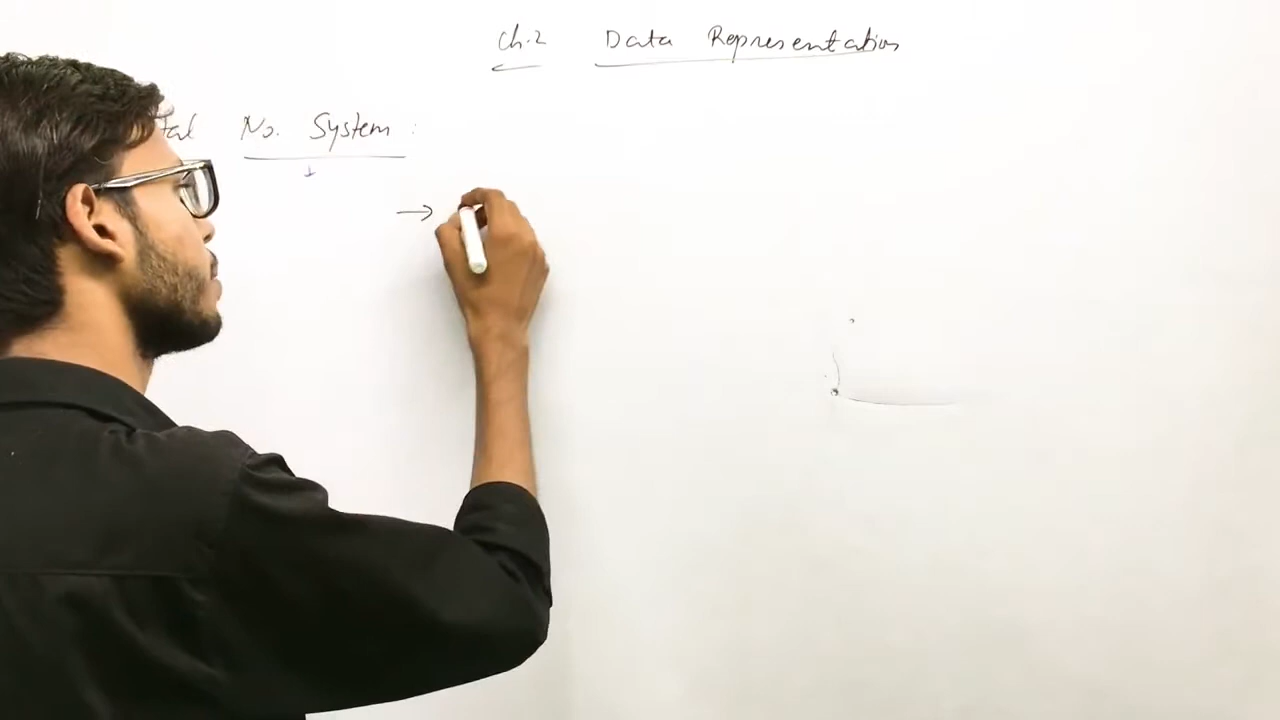 Ch.2 Data Representation
No. System :